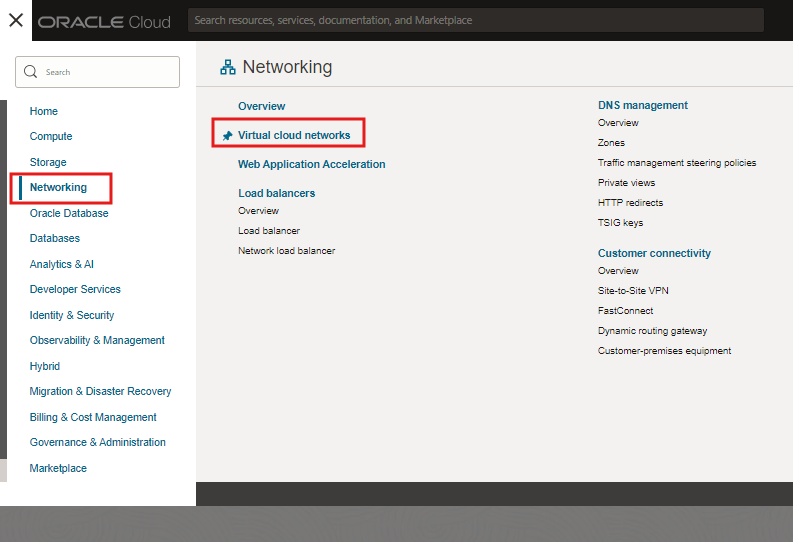 ORACLE Cloud
Search resources, services, documentation, and Marketplace
Search
Home
Compute
Storage
Networking
Oracle Database
Databases
Analytics & AI
Developer Services
Identity & Security
Observability & Management
Hybrid
Migration & Disaster Recovery
Billing & Cost Management
Governance & Administration
Marketplace
Networking
Overview
Virtual cloud networks
Web Application Acceleration
Load balancers
Overview
Load balancer
Network load balancer
DNS management
Overview
Zones
Traffic management steering policies
Private views
HTTP redirects
TSIG keys
Customer connectivity
Overview
Site-to-Site VPN
FastConnect
Dynamic routing gateway
Customer-premises equipment